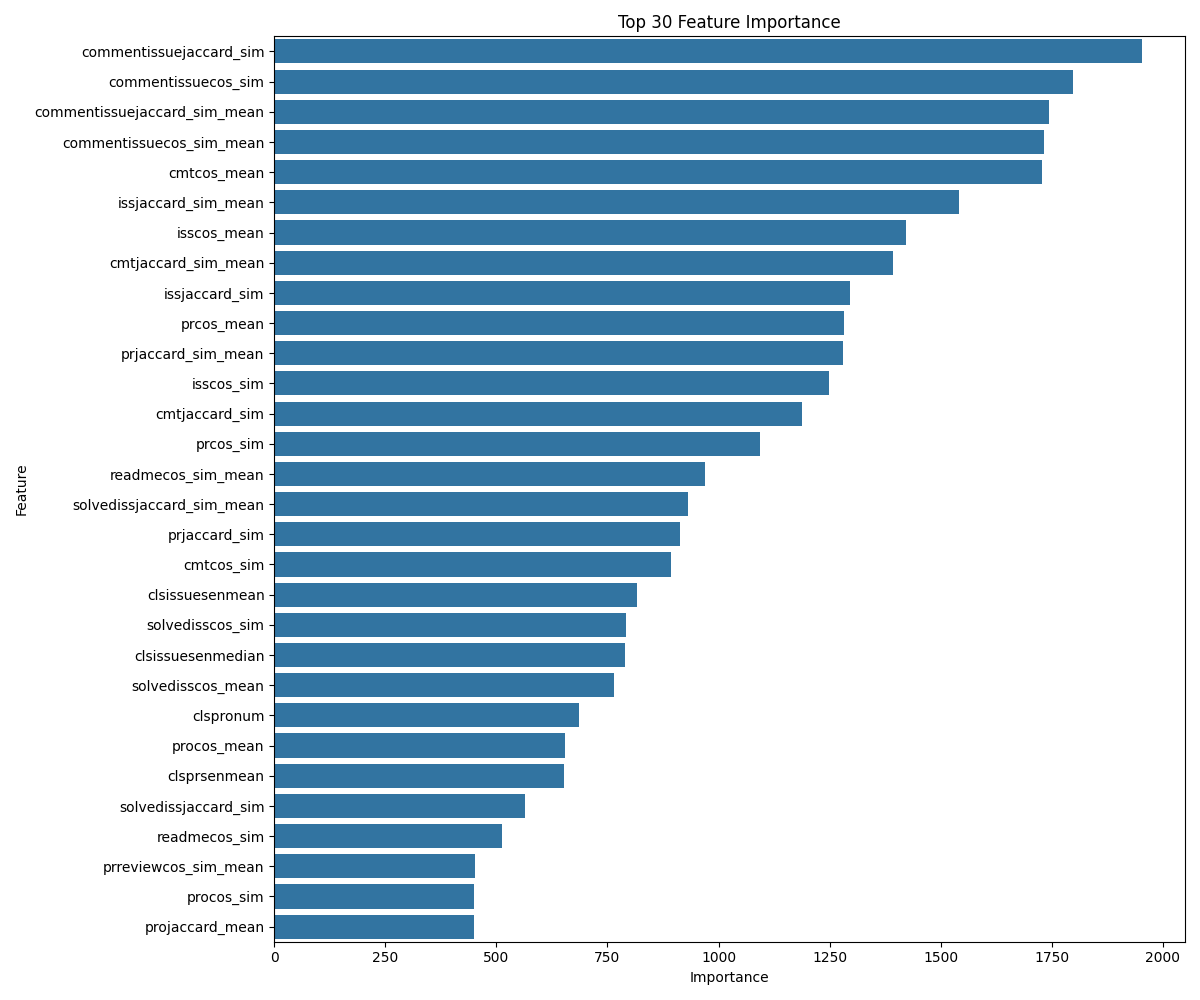 Top 30 Feature Importance
commentissuejaccard_sim
commentissuecos_sim
commentissuejaccard_sim_mean
commentissuecos_sim_mean
cmtcos_mean
issjaccard_sim_mean
isscos_mean
cmtjaccard_sim_mean
issjaccard_sim
prcos_mean
prjaccard_sim_mean
isscos_sim
cmtjaccard_sim
prcos_sim
readmecos_sim_mean
solvedissjaccard_sim_mean
prjaccard_sim
cmtcos_sim
clsissuesenmean
solvedisscos_sim
clsissuesenmedian
solvedisscos_mean
clspronum
procos_mean
clsprsenmean
solvedissjaccard_sim
readmecos_sim
prreviewcos_sim_mean
procos_sim
projaccard_mean
Feature
0 250 500 750 1000 1250 1500 1750 2000
Importance